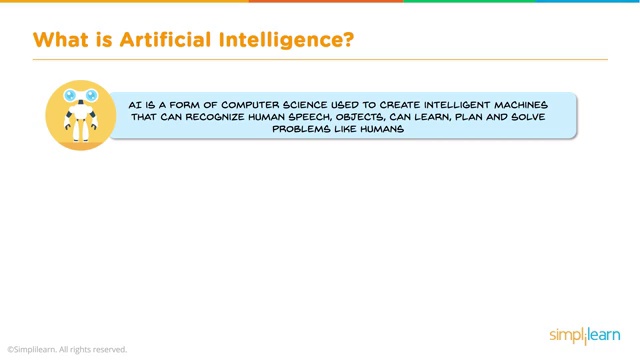 What is Artificial Intelligence?
AI IS A FORM OF COMPUTER SCIENCE USED TO CREATE INTELLIGENT MACHINES
THAT CAN RECOGNIZE HUMAN SPEECH, OBJECTS, CAN LEARN, PLAN AND SOLVE
PROBLEMS LIKE HUMANS
©Simplilearn. All rights reserved.
simplilearn